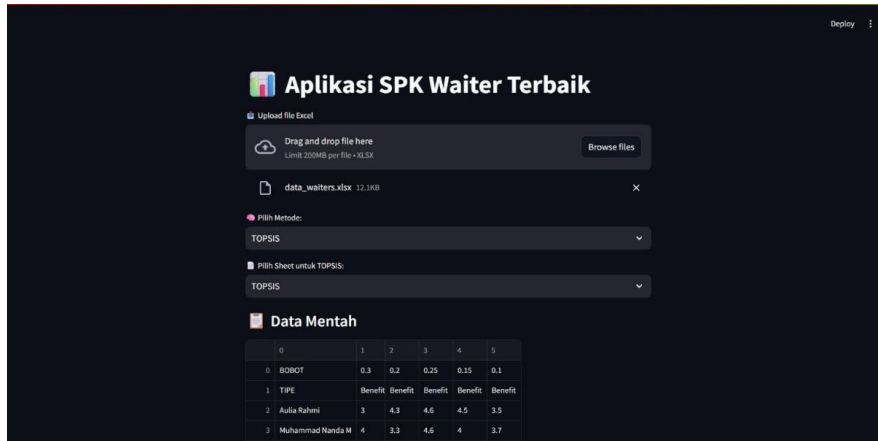 Deploy
Aplikasi SPK Waiter Terbaik
Upload file Excel
Drag and drop file here
Limit 200MB per file • XLSX
Browse files
data_waiters.xlsx 12.1KB
Pilih Metode:
TOPSIS
Pilih Sheet untuk TOPSIS:
TOPSIS
Data Mentah
0 1 2 3 4 5
0 BOBOT 0.3 0.2 0.25 0.15 0.1
1 TIPE Benefit Benefit Benefit Benefit Benefit
2 Aulia Rahmi 3 4.3 4.6 4.5 3.5
3 Muhammad Nanda M 4 3.3 4.6 4 3.7